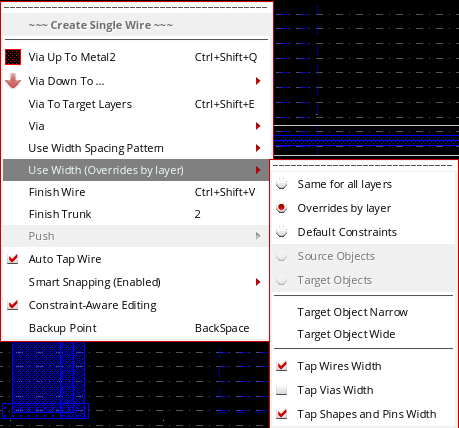 ~~~ Create Single Wire ~~~
Via Up To Metal2 Ctrl+Shift+Q
Via Down To ...
Via To Target Layers Ctrl+Shift+E
Via
Use Width Spacing Pattern
Use Width (Overrides by layer)
Finish Wire Ctrl+Shift+V
Finish Trunk 2
Push
Auto Tap Wire
Smart Snapping (Enabled)
Constraint-Aware Editing
Backup Point BackSpace
Same for all layers
Overrides by layer
Default Constraints
Source Objects
Target Objects
Target Object Narrow
Target Object Wide
Tap Wires Width
Tap Vias Width
Tap Shapes and Pins Width